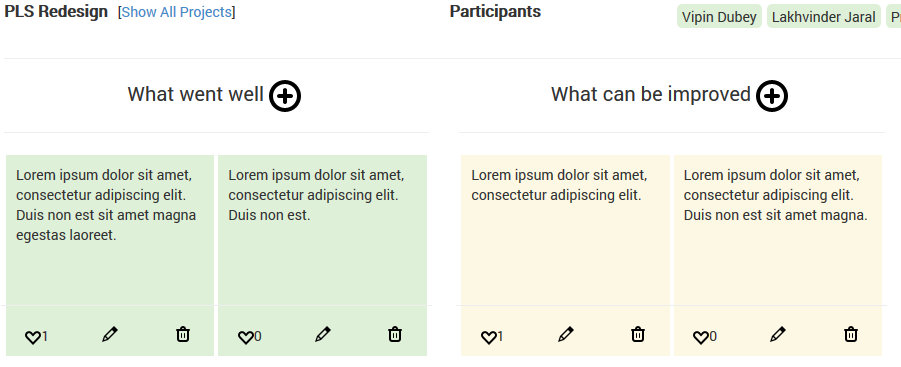 PLS Redesign [Show All Projects]
Participants
Vipin Dubey Lakhvinder Jaral
What went well
What can be improved
Lorem ipsum dolor sit amet,
consectetur adipiscing elit.
Duis non est sit amet magna
egestas laoreet.
1
Lorem ipsum dolor sit amet,
consectetur adipiscing elit.
Duis non est.
0
Lorem ipsum dolor sit amet,
consectetur adipiscing elit.
1
Lorem ipsum dolor sit amet,
consectetur adipiscing elit.
Duis non est sit amet magna.
0